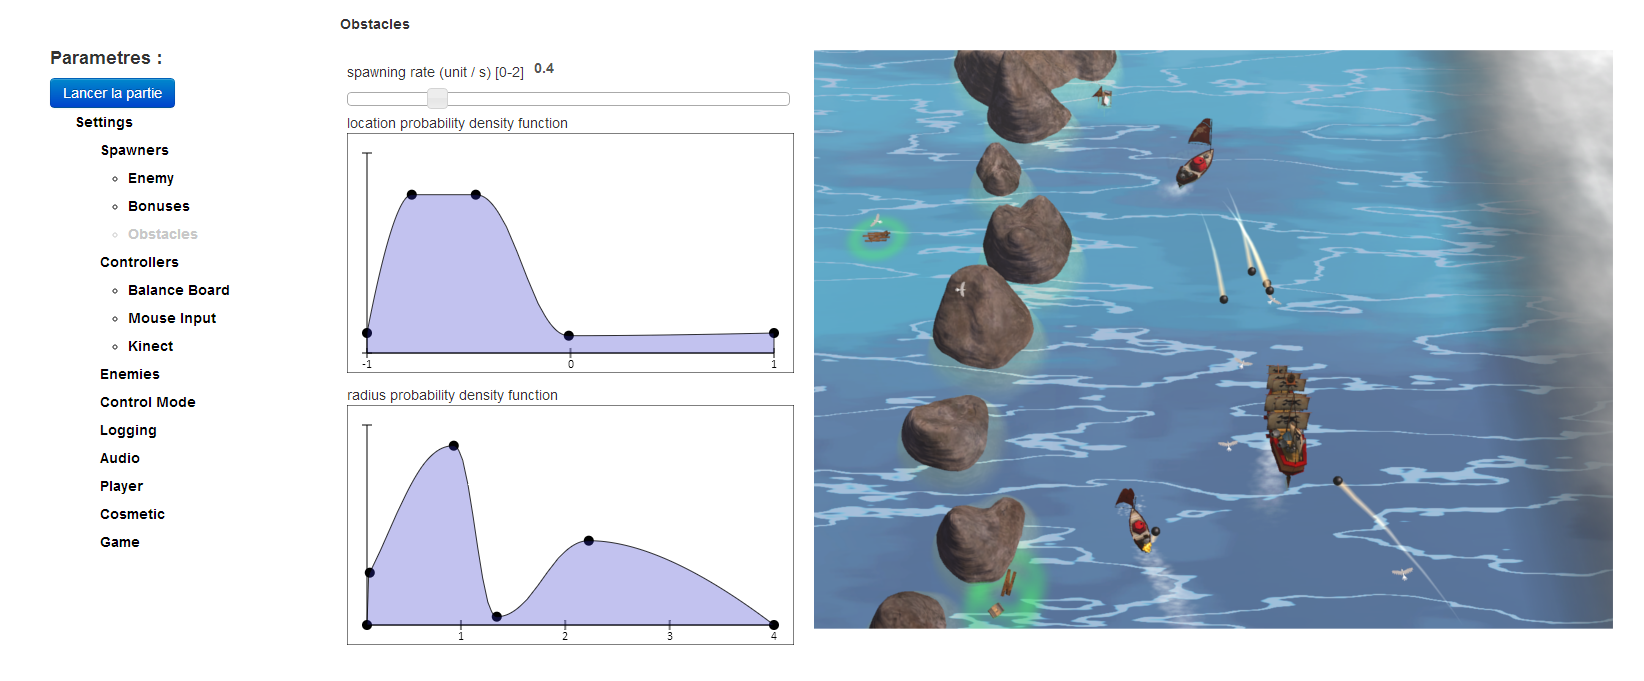 Obstacles
Parametres :
Lancer la partie
Settings
Spawners
Enemy
Bonuses
Obstacles
Controllers
Balance Board
Mouse Input
Kinect
Enemies
Control Mode
Logging
Audio
Player
Cosmetic
Game
spawning rate (unit / s) [0-2] 0.4
location probability density function
-1 0 1
radius probability density function
1 2 3 4